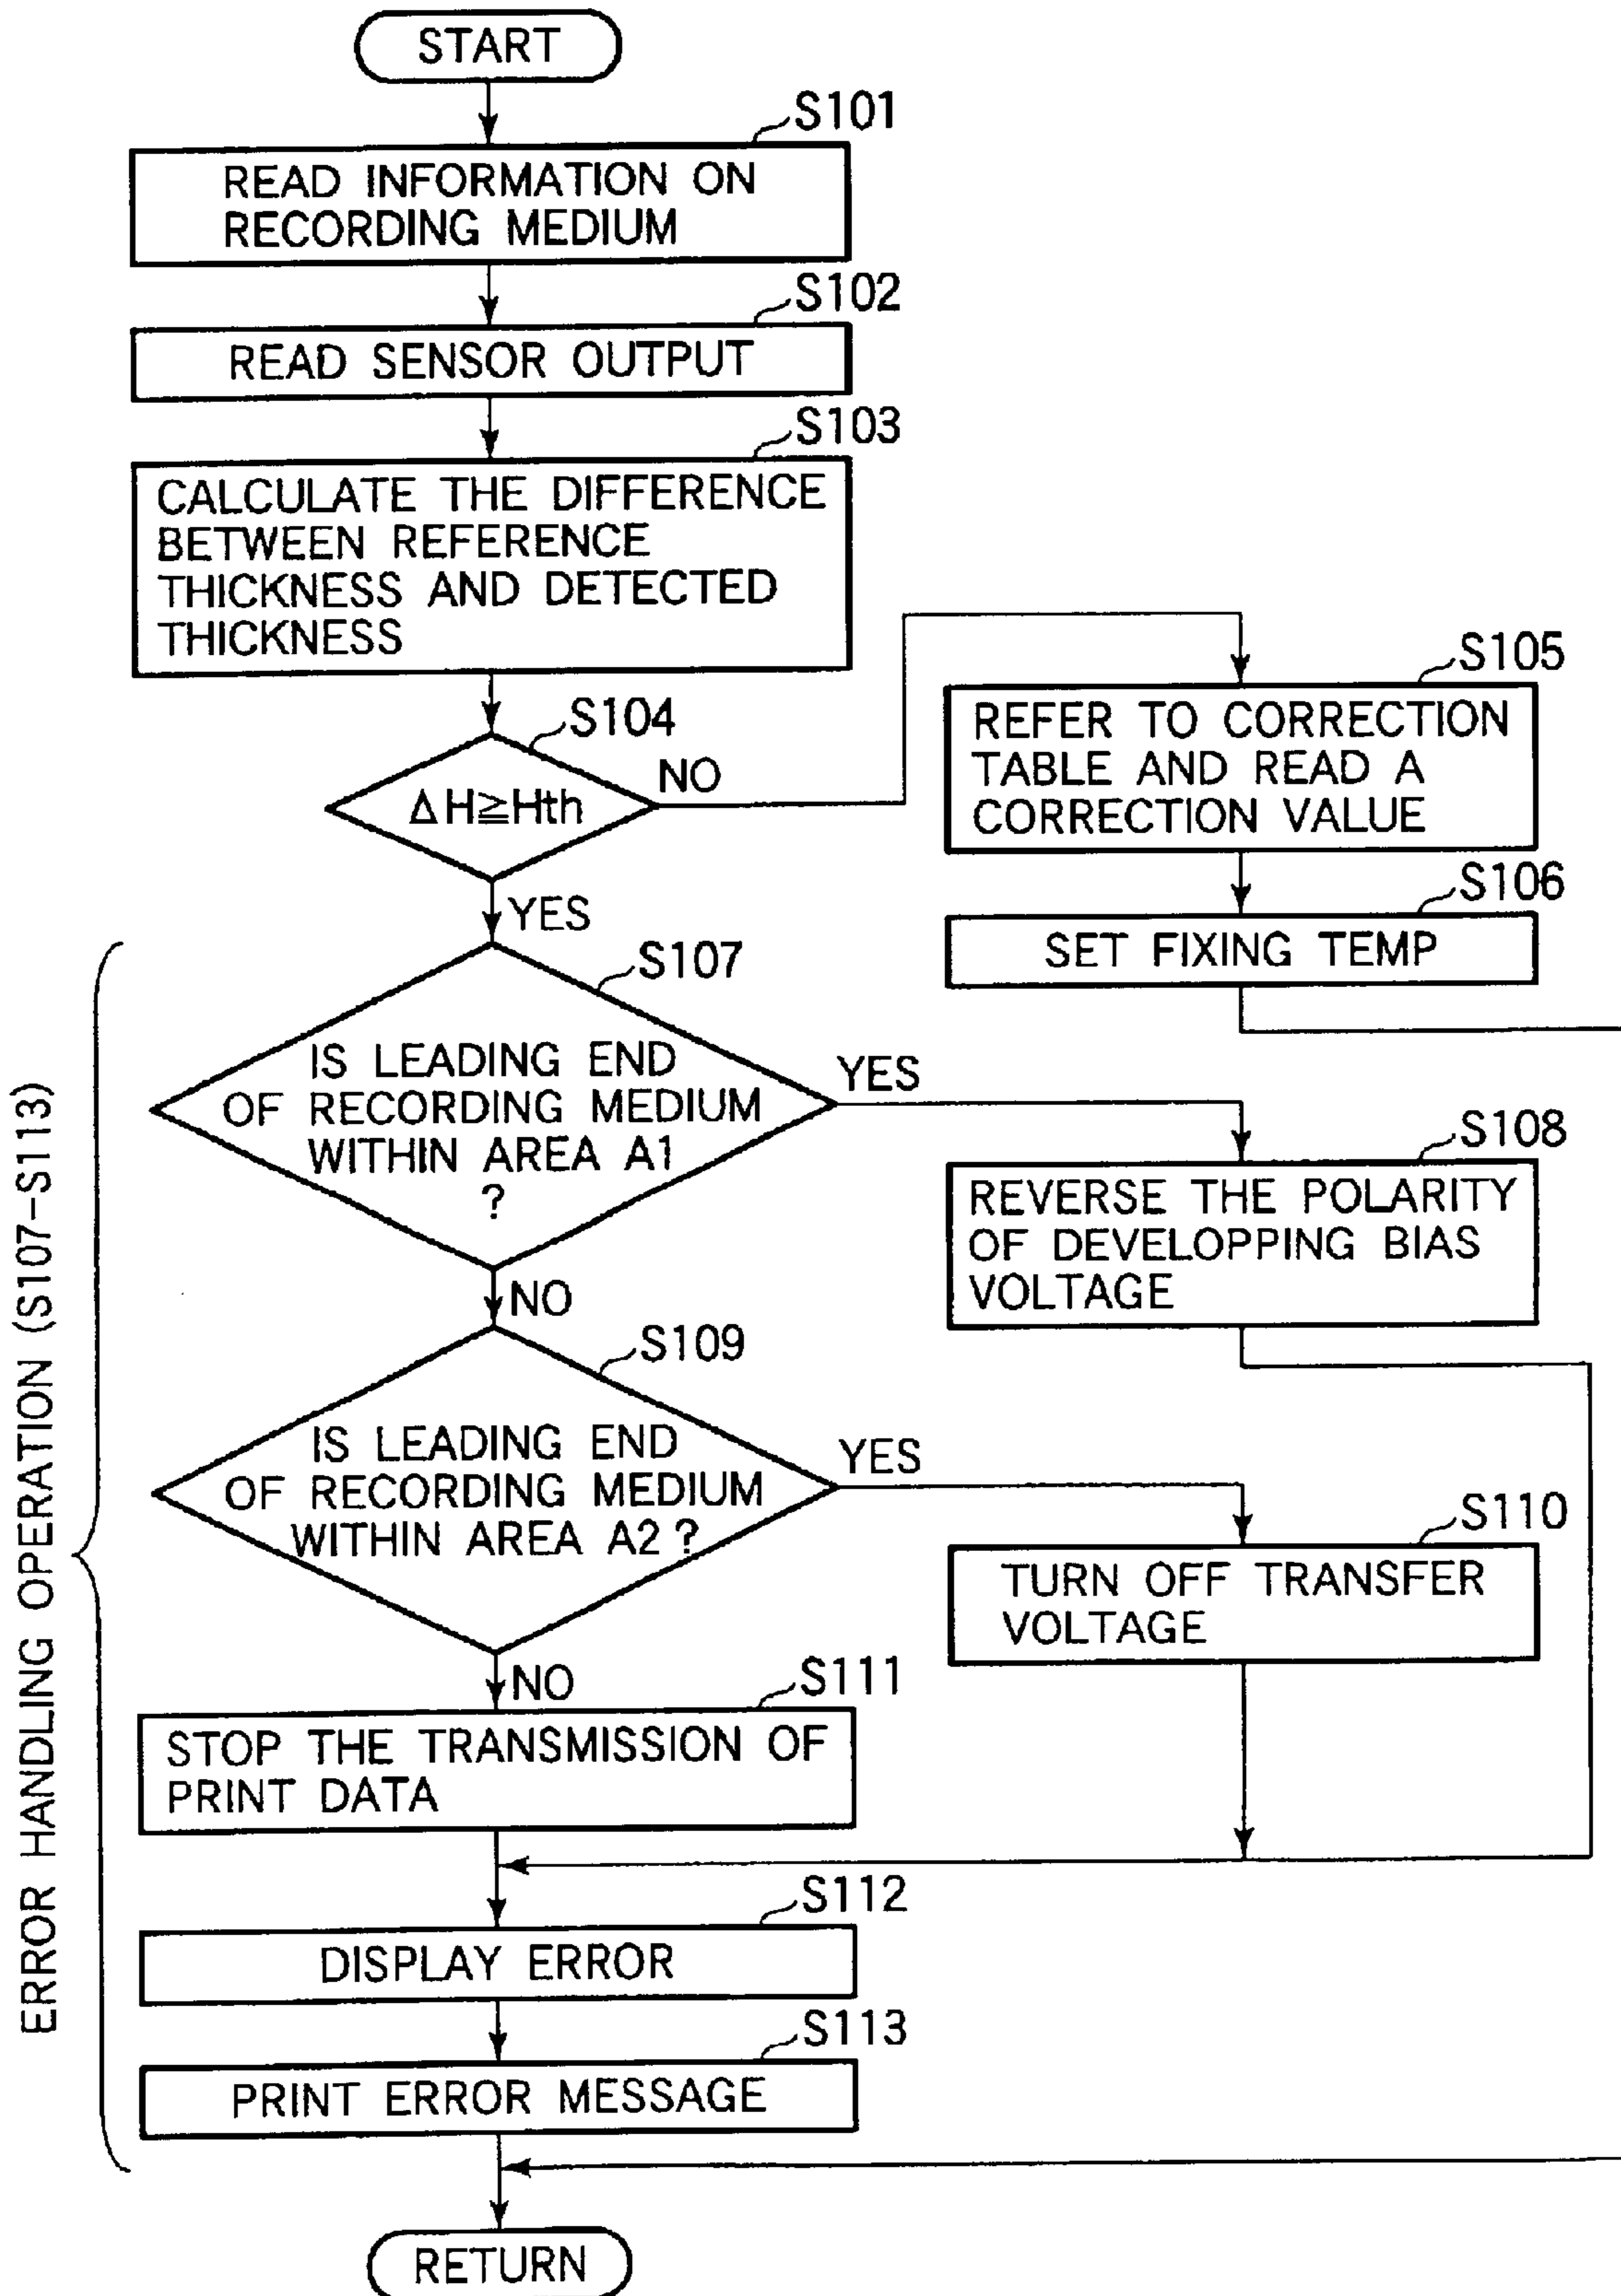 START
S101
READ INFORMATION ON
RECORDING MEDIUM
S102
READ SENSOR OUTPUT
S103
CALCULATE THE DIFFERENCE
BETWEEN REFERENCE
THICKNESS AND DETECTED
THICKNESS
S104
ΔH≧Hth
NO
YES
S105
REFER TO CORRECTION
TABLE AND READ A
CORRECTION VALUE
S106
SET FIXING TEMP
ERROR HANDLING OPERATION (S107-S113)
S107
IS LEADING END
OF RECORDING MEDIUM
WITHIN AREA A1
?
YES
NO
S108
REVERSE THE POLARITY
OF DEVELOPPING BIAS
VOLTAGE
S109
IS LEADING END
OF RECORDING MEDIUM
WITHIN AREA A2 ?
YES
NO
S110
TURN OFF TRANSFER
VOLTAGE
S111
STOP THE TRANSMISSION OF
PRINT DATA
S112
DISPLAY ERROR
S113
PRINT ERROR MESSAGE
RETURN